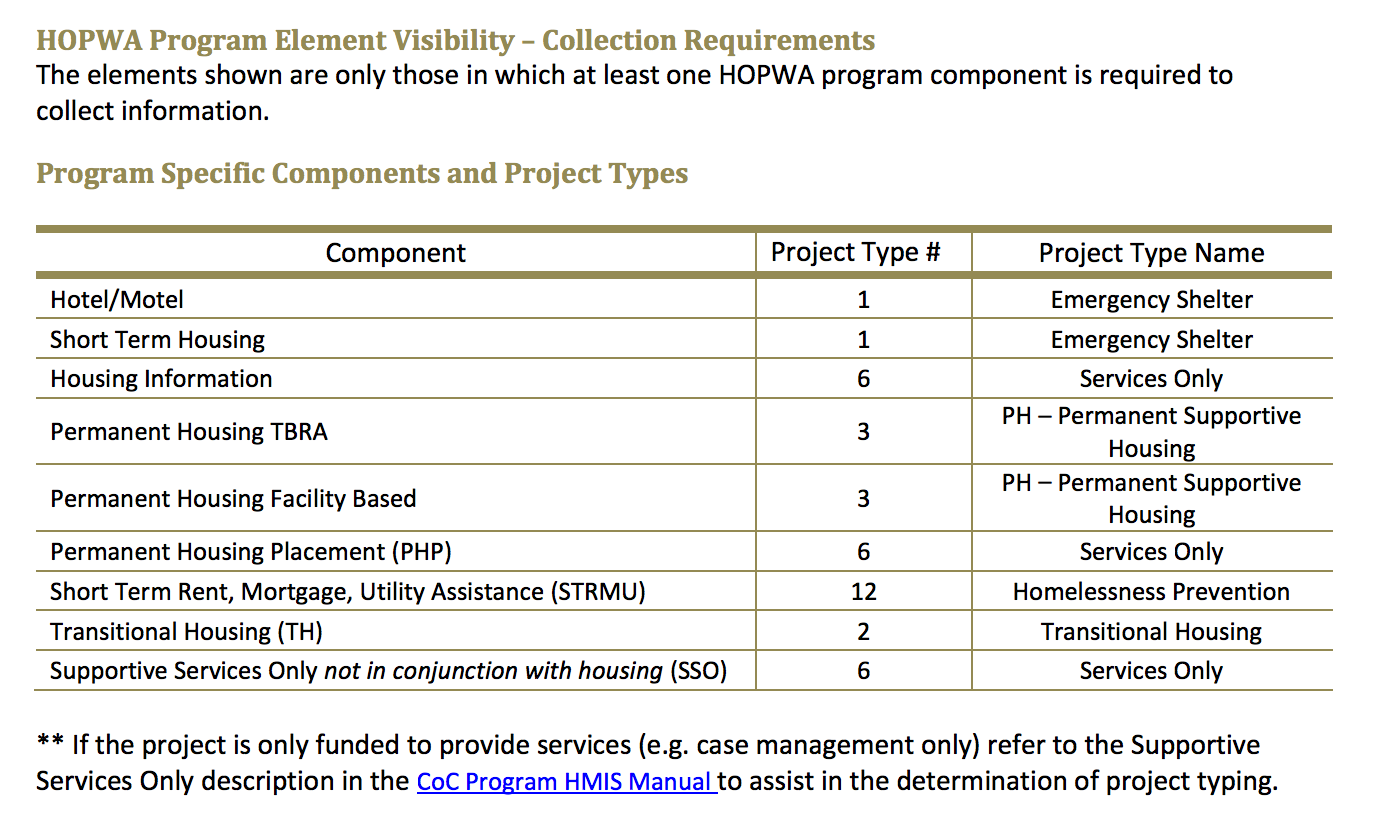 HOPWA Program Element Visibility – Collection Requirements
The elements shown are only those in which at least one HOPWA program component is required to
collect information.
Program Specific Components and Project Types
Component Project Type # Project Type Name
Hotel/Motel 1 Emergency Shelter
Short Term Housing 1 Emergency Shelter
Housing Information 6 Services Only
Permanent Housing TBRA 3 PH – Permanent Supportive
Housing
Permanent Housing Facility Based 3 PH – Permanent Supportive
Housing
Permanent Housing Placement (PHP) 6 Services Only
Short Term Rent, Mortgage, Utility Assistance (STRMU) 12 Homelessness Prevention
Transitional Housing (TH) 2 Transitional Housing
Supportive Services Only not in conjunction with housing (SSO) 6 Services Only
** If the project is only funded to provide services (e.g. case management only) refer to the Supportive
Services Only description in the CoC Program HMIS Manual to assist in the determination of project typing.